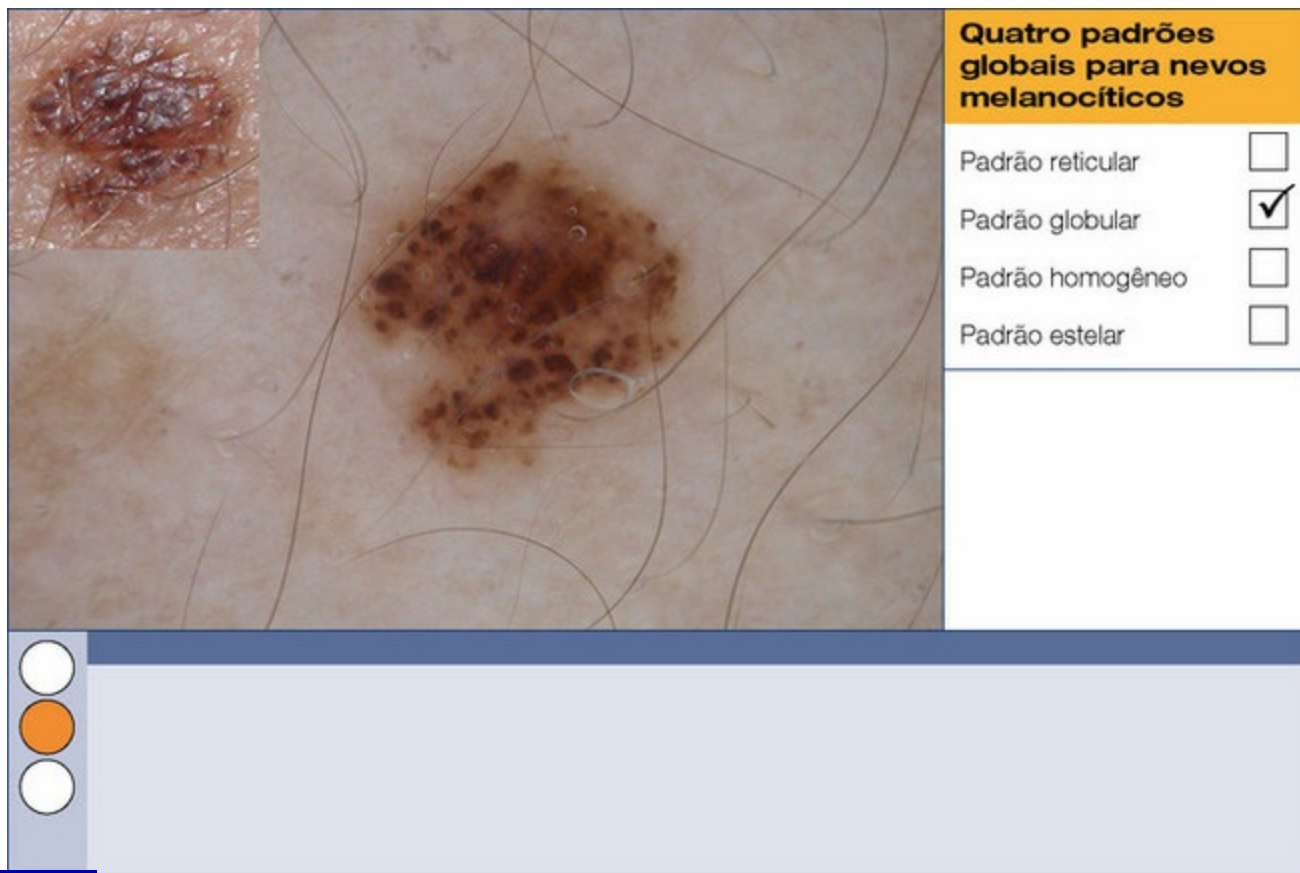 Quatro padrões
globais para nevos
melanocíticos
Padrão reticular
Padrão globular
Padrão homogêneo
Padrão estelar